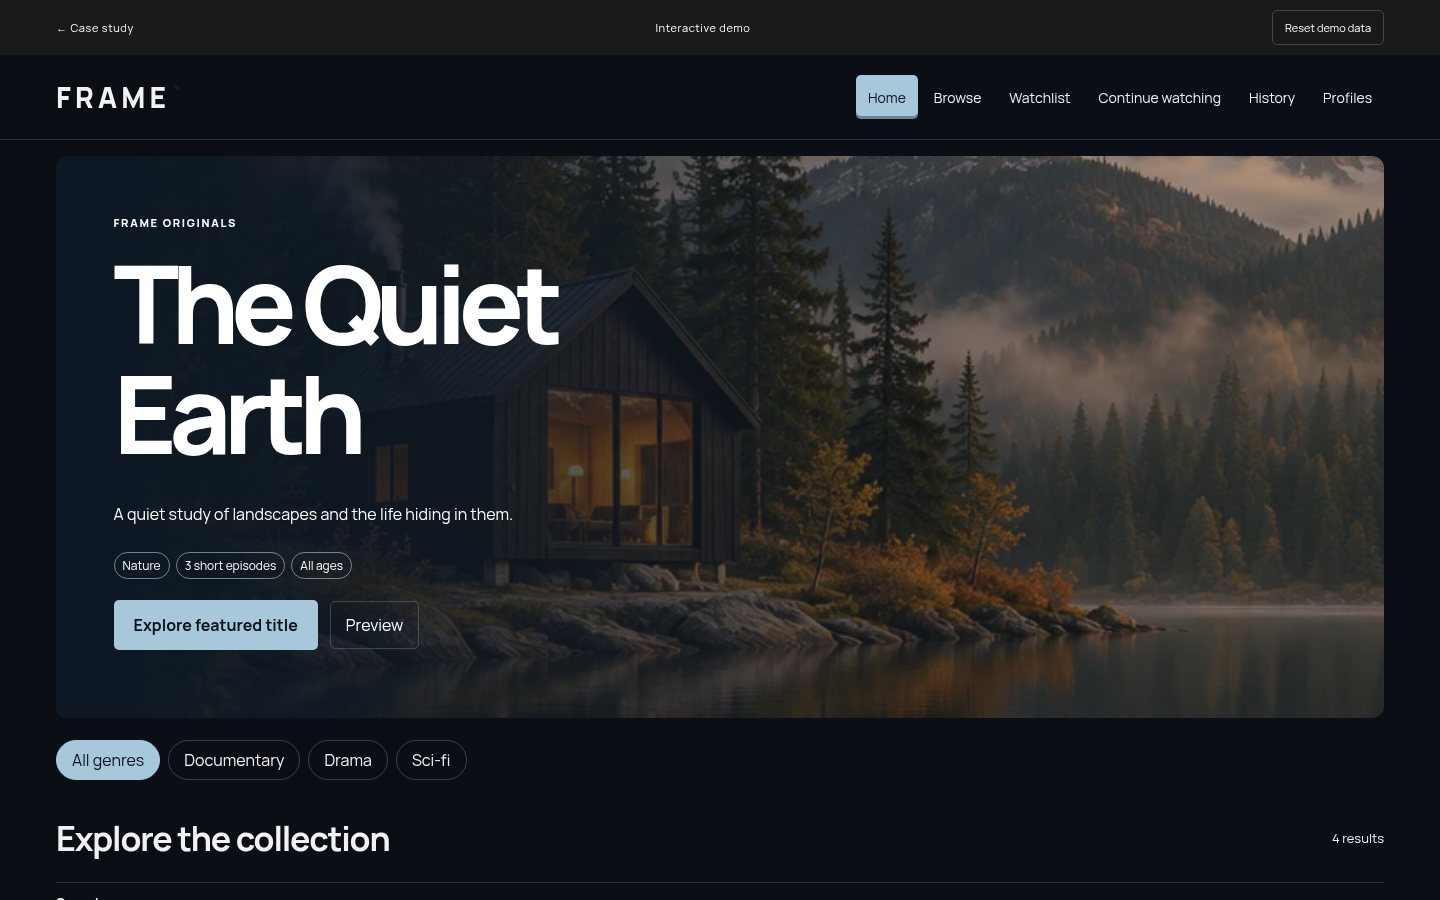 ← Case study
Interactive demo
Reset demo data
FRAME
Home
Browse
Watchlist
Continue watching
History
Profiles
FRAME ORIGINALS
The Quiet
Earth
A quiet study of landscapes and the life hiding in them.
Nature
3 short episodes
All ages
Explore featured title
Preview
All genres
Documentary
Drama
Sci-fi
Explore the collection
4 results